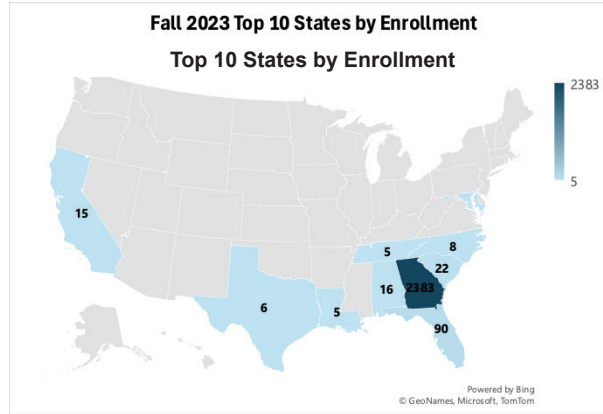 Fall 2023 Top 10 States by Enrollment
Top 10 States by Enrollment
2383
5
15
5
8
22
16
2383
6
5
90
Powered by Bing
© GeoNames, Microsoft, TomTom